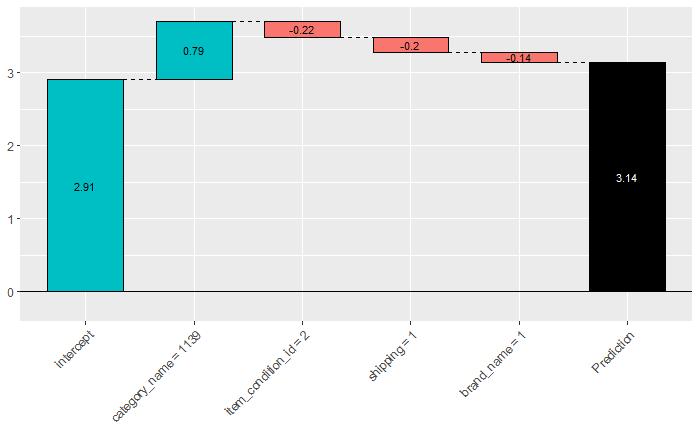 0.79
-0.22
-0.2
-0.14
3
2
2.91
3.14
1
0
intercept
category_name = 1139
item_condition_id = 2
shipping = 1
brand_name = 1
Prediction